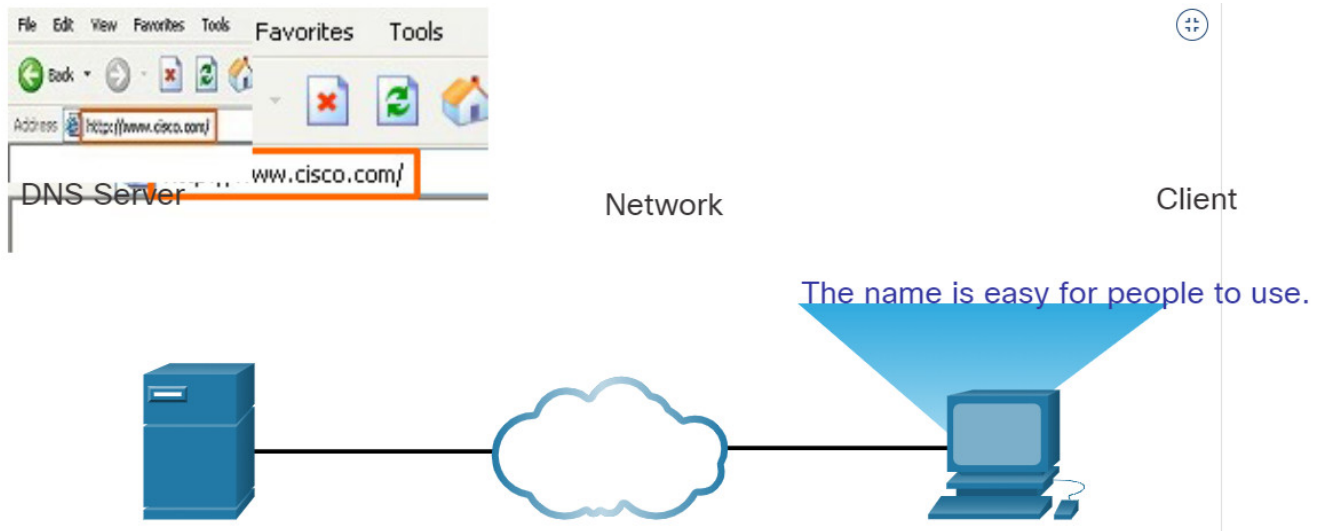 File Edit View Favorites Tools
Favorites Tools
Back
Address http://www.cisco.com/
ww.cisco.com/
DNS Server
Network
Client
The name is easy for people to use.